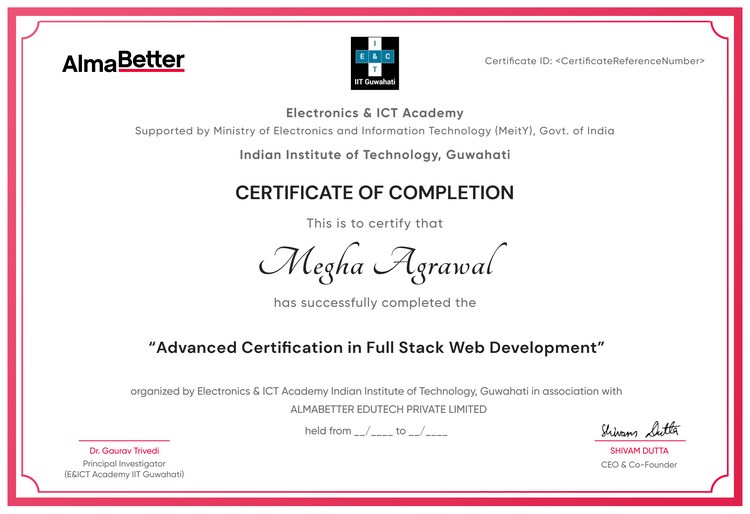 AlmaBetter
I
E & C
T
IIT Guwahati
Certificate ID: <CertificateReferenceNumber>
Electronics & ICT Academy
Supported by Ministry of Electronics and Information Technology (MeitY), Govt. of India
Indian Institute of Technology, Guwahati
CERTIFICATE OF COMPLETION
This is to certify that
Megha Agrawal
has successfully completed the
“Advanced Certification in Full Stack Web Development”
organized by Electronics & ICT Academy Indian Institute of Technology, Guwahati in association with
ALMABETTER EDUTECH PRIVATE LIMITED
held from __/____ to __/____
Dr. Gaurav Trivedi
Principal Investigator
(E&ICT Academy IIT Guwahati)
Shivam Dutta
SHIVAM DUTTA
CEO & Co-Founder